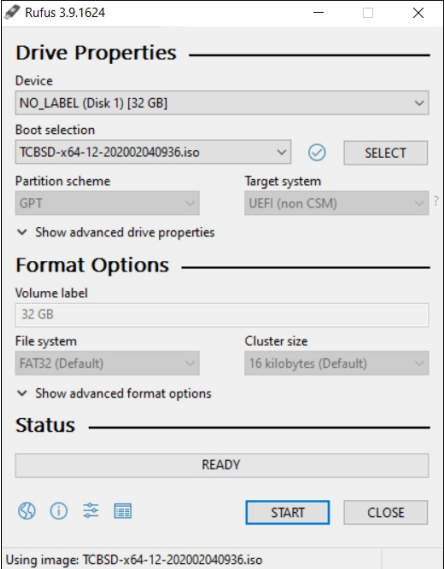 Rufus 3.9.1624
Drive Properties
Device
NO_LABEL (Disk 1) [32 GB]
Boot selection
TCBSD-x64-12-202002040936.iso
SELECT
Partition scheme
Target system
GPT
UEFI (non CSM)
?
Show advanced drive properties
Format Options
Volume label
32 GB
File system
Cluster size
FAT32 (Default)
16 kilobytes (Default)
Show advanced format options
Status
READY
START
CLOSE
Using image: TCBSD-x64-12-202002040936.iso